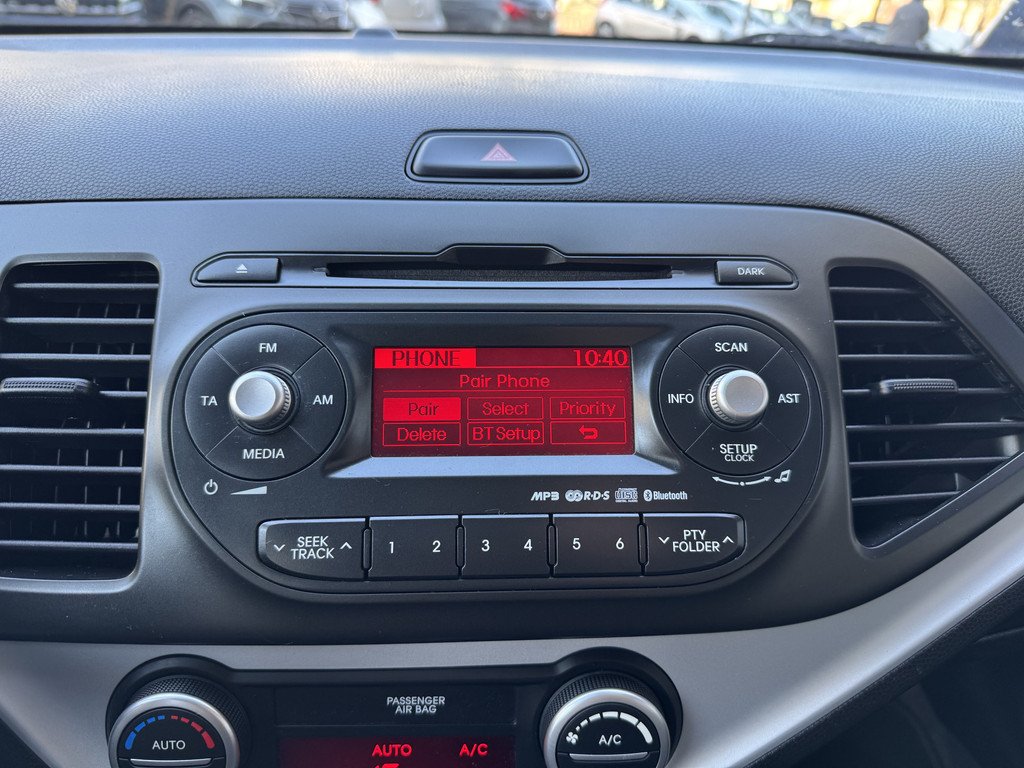 DARK
FM
TA
AM
MEDIA
PHONE 10:40
Pair Phone
Pair Select Priority
Delete BT Setup
SCAN
INFO
AST
SETUP
CLOCK
MP3 R·D·S DISC Bluetooth
SEEK
TRACK
1 2 3 4 5 6
PTY
FOLDER
PASSENGER
AIR BAG
AUTO
AUTO A/C
A/C